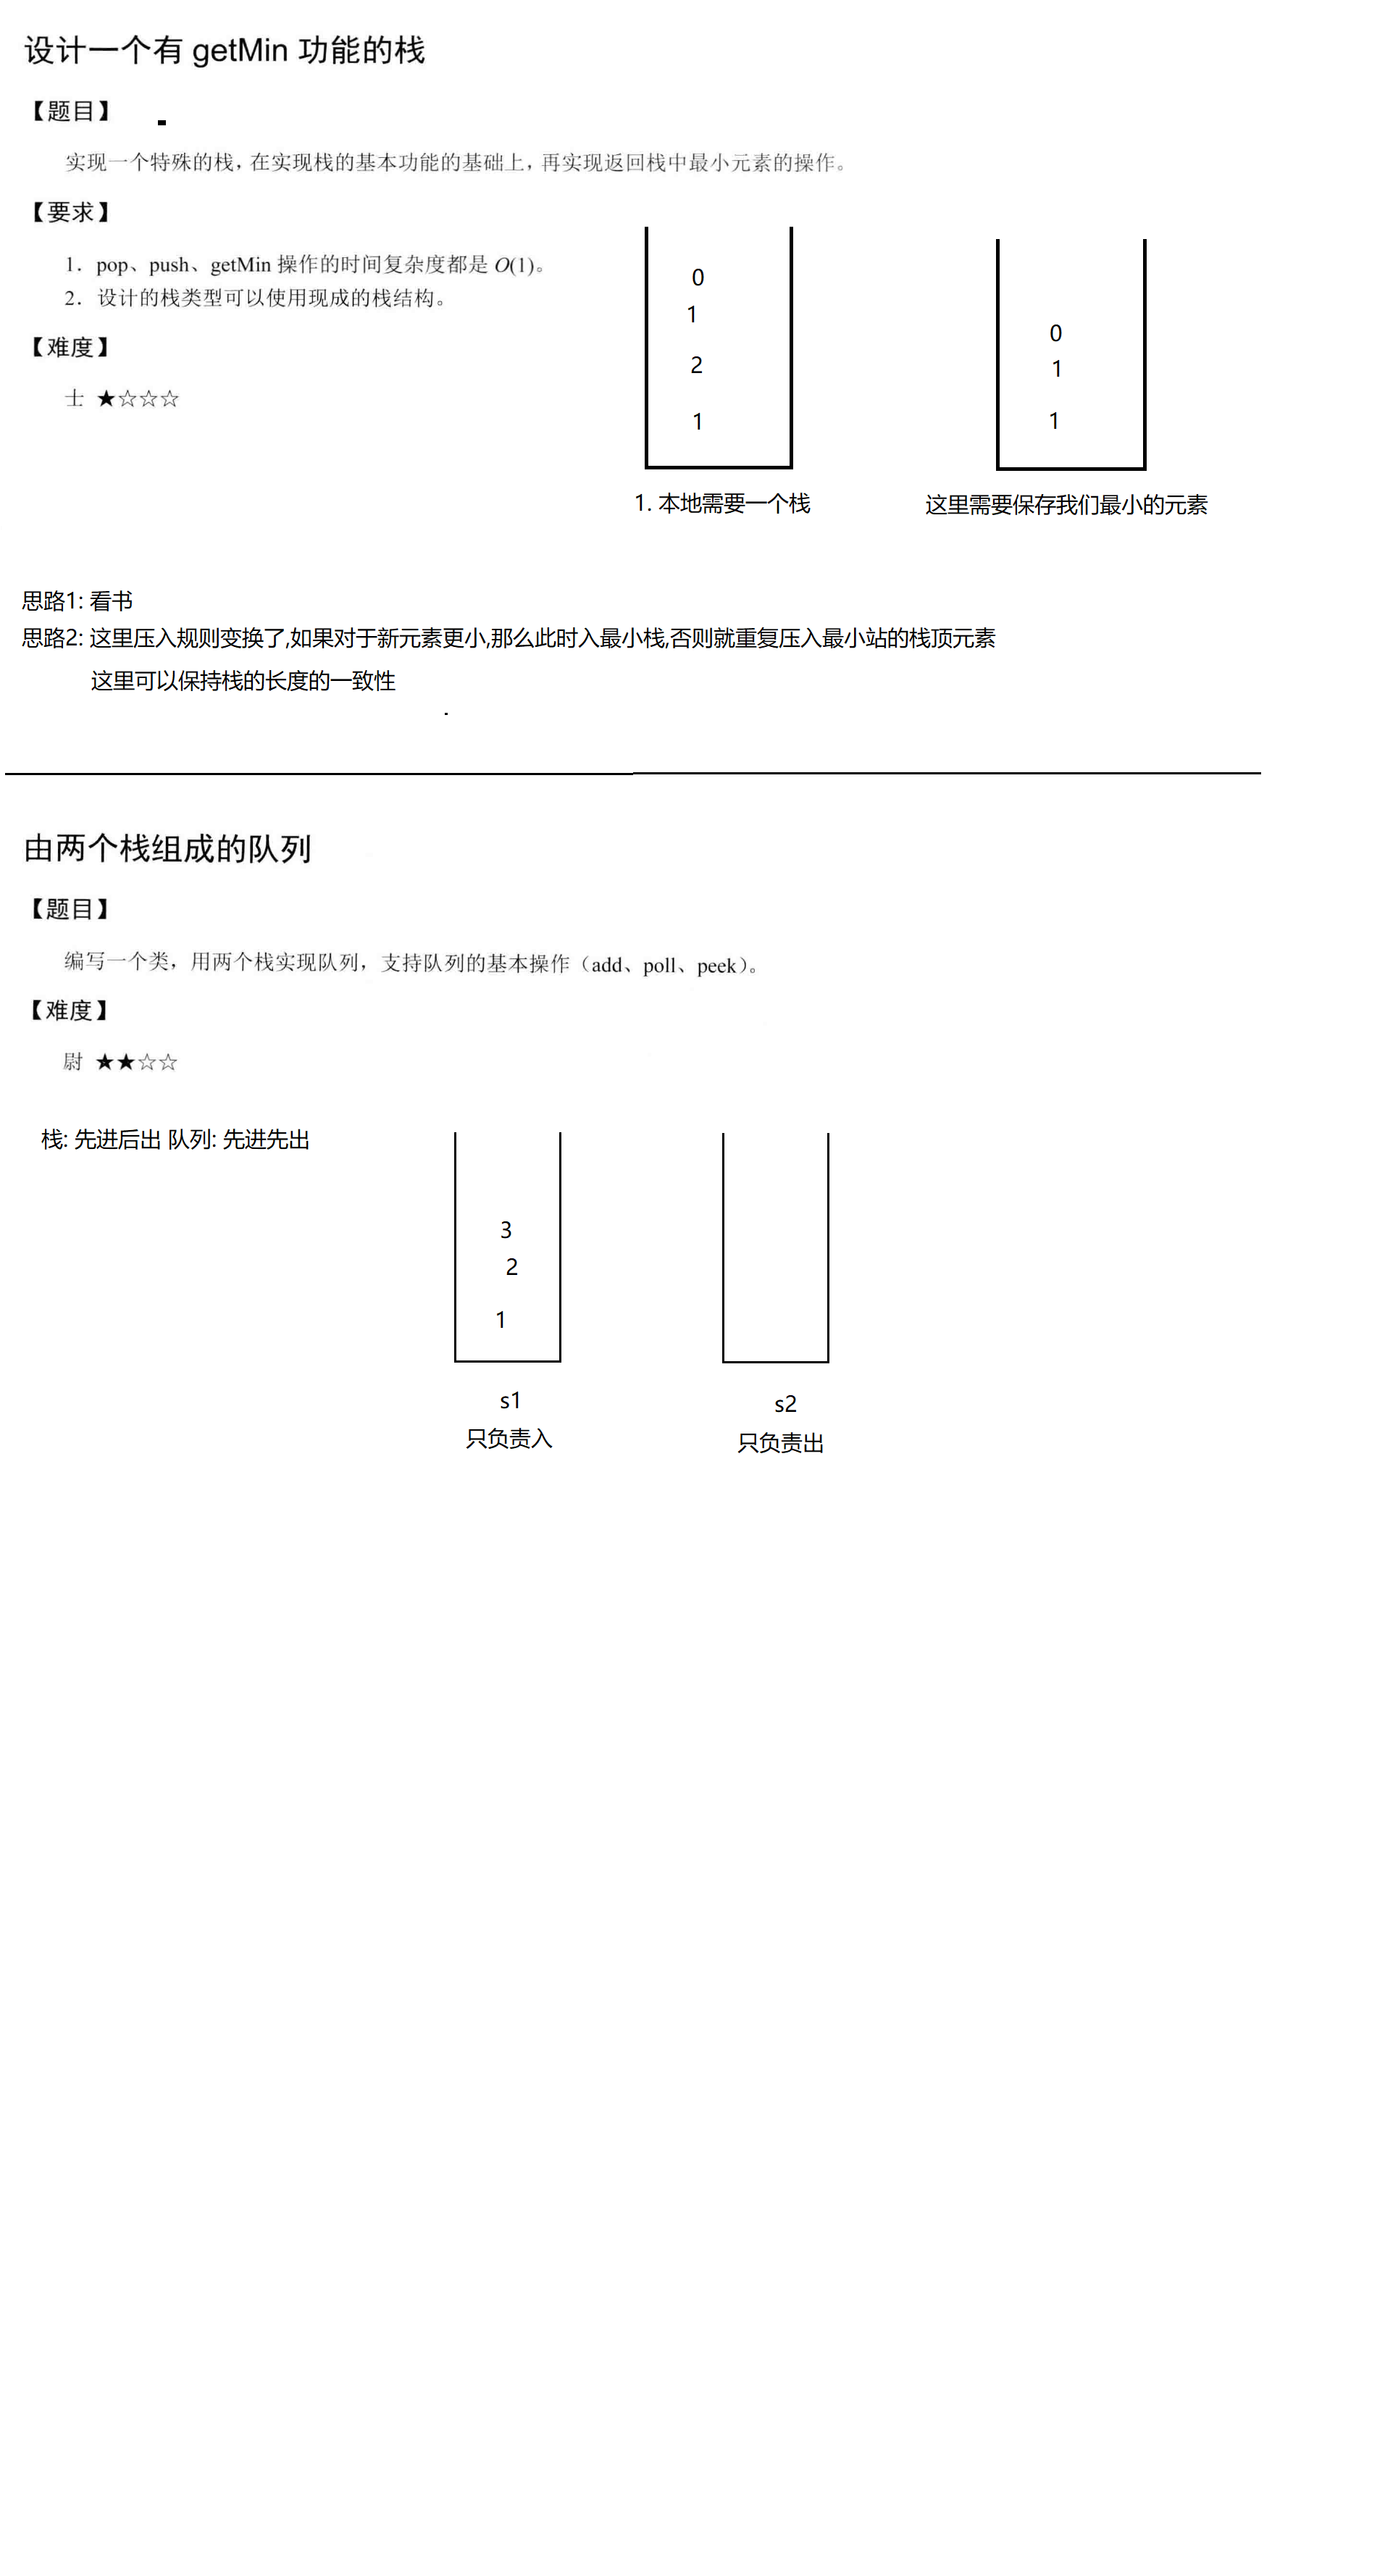 设计一个有 getMin 功能的栈
【题目】
实现一个特殊的栈，在实现栈的基本功能的基础上，再实现返回栈中最小元素的操作。
【要求】
1. pop、push、getMin 操作的时间复杂度都是 O(1)。
2. 设计的栈类型可以使用现成的栈结构。
【难度】
士 ★☆☆☆
0
1
2
1
1. 本地需要一个栈
0
1
1
这里需要保存我们最小的元素
思路1: 看书
思路2: 这里压入规则变换了,如果对于新元素更小,那么此时入最小栈,否则就重复压入最小站的栈顶元素
这里可以保持栈的长度的一致性
由两个栈组成的队列
【题目】
编写一个类，用两个栈实现队列，支持队列的基本操作（add、poll、peek）。
【难度】
尉 ★★☆☆
栈: 先进后出 队列: 先进先出
3
2
1
s1
只负责入
s2
只负责出